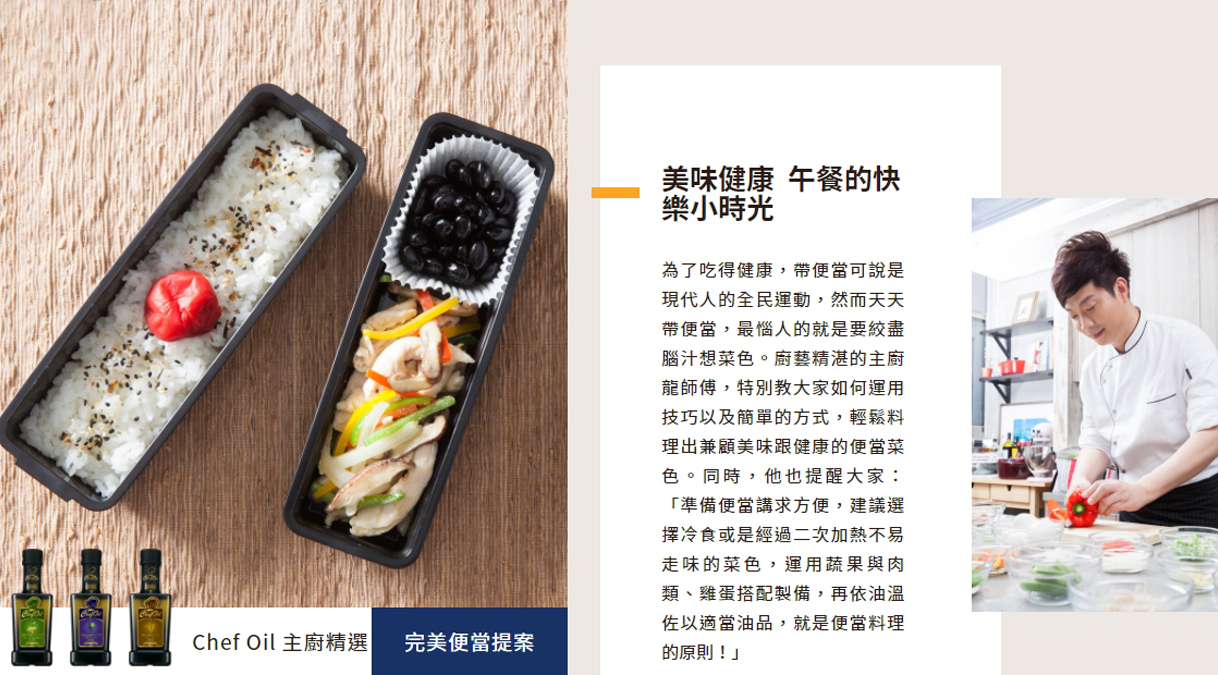 美味健康 午餐的快
樂小時光
為了吃得健康，帶便當可說是
現代人的全民運動，然而天天
帶便當，最惱人的就是要絞盡
腦汁想菜色。廚藝精湛的主廚
龍師傅，特別教大家如何運用
技巧以及簡單的方式，輕鬆料
理出兼顧美味跟健康的便當菜
色。同時，他也提醒大家：
「準備便當講求方便，建議選
擇冷食或是經過二次加熱不易
走味的菜色，運用蔬果與肉
類、雞蛋搭配製備，再依油溫
佐以適當油品，就是便當料理
的原則！」
Chef Oil
Chef Oil
Chef Oil
Chef Oil 主廚精選
完美便當提案